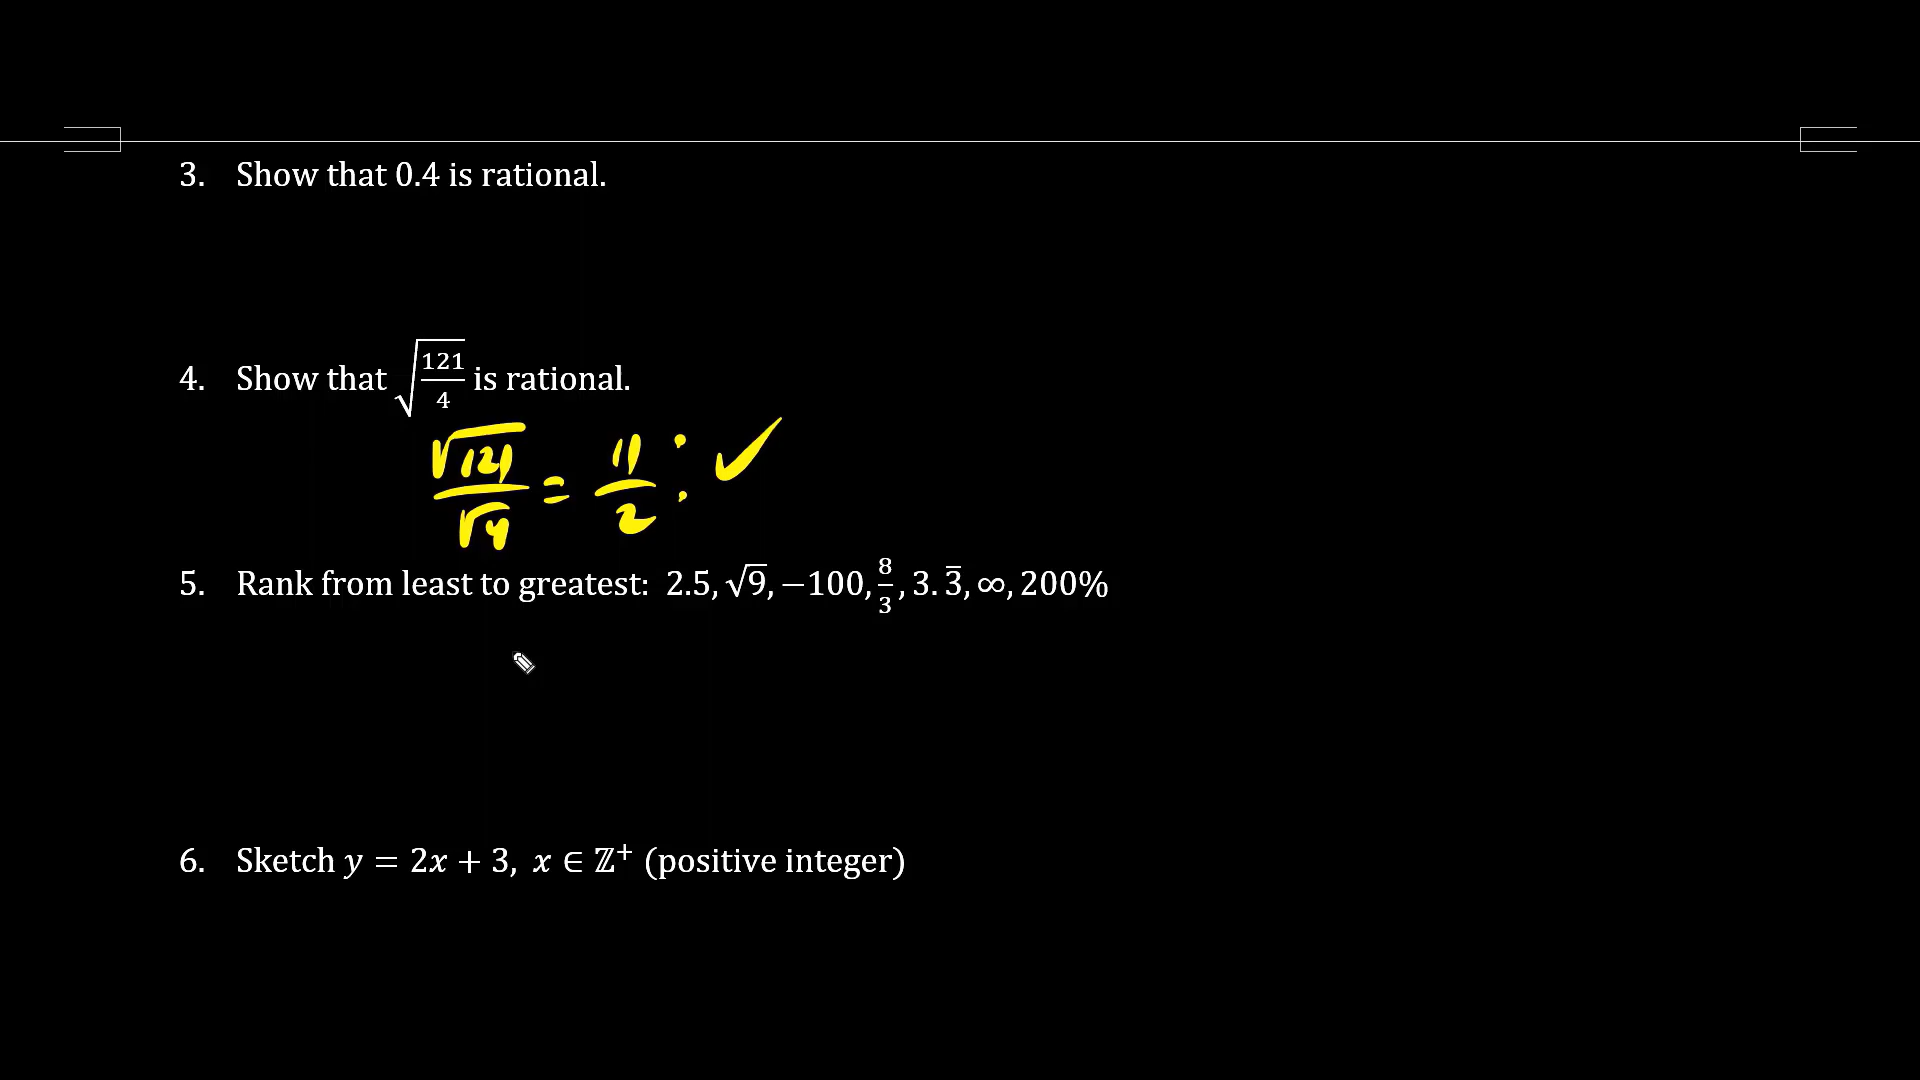 3. Show that 0.4 is rational.
4. Show that √(121/4) is rational.
√121/√4 = 11/2 : ✓
5. Rank from least to greatest: 2.5, √9, −100, 8/3, 3.3̅, ∞, 200%
6. Sketch y = 2x + 3, x ∈ ℤ⁺ (positive integer)